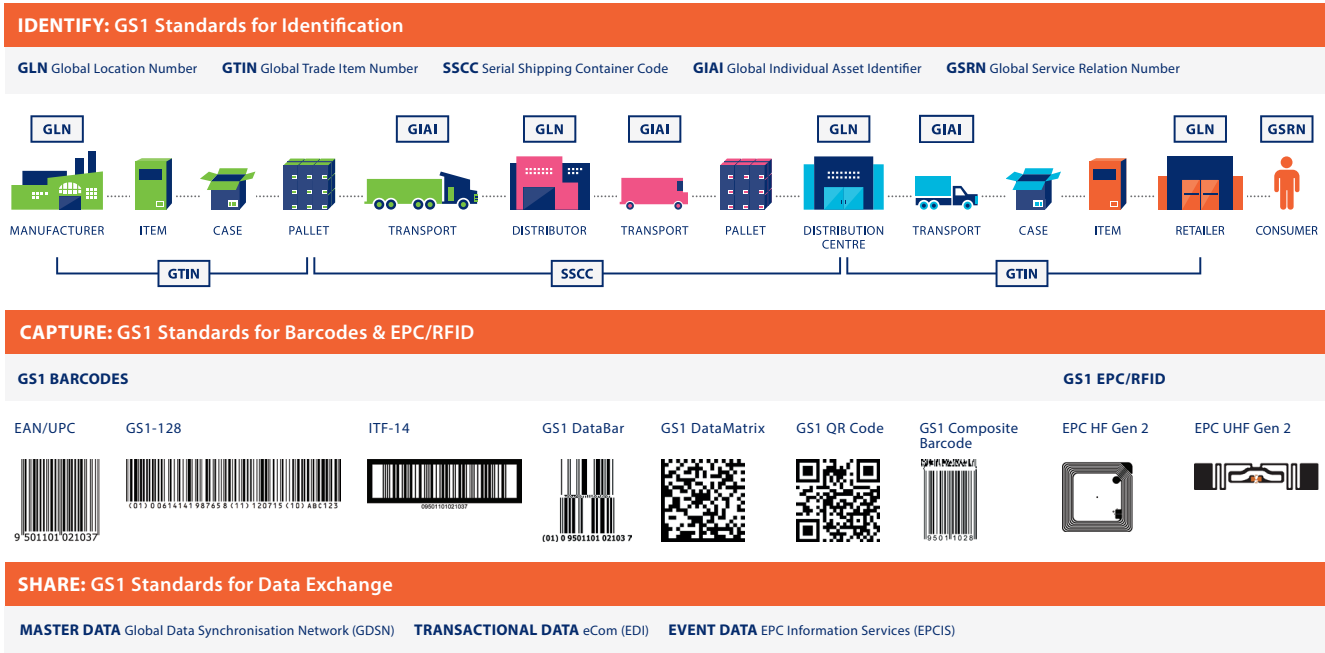 IDENTIFY: GS1 Standards for Identification
GLN Global Location Number GTIN Global Trade Item Number SSCC Serial Shipping Container Code GIAI Global Individual Asset Identifier GSRN Global Service Relation Number
GLN GIAI GLN GIAI GLN GIAI GLN GSRN
MANUFACTURER ITEM CASE PALLET TRANSPORT DISTRIBUTOR TRANSPORT PALLET DISTRIBUTION TRANSPORT CASE ITEM RETAILER CONSUMER
CENTRE
GTIN SSCC GTIN
CAPTURE: GS1 Standards for Barcodes & EPC/RFID
GS1 BARCODES GS1 EPC/RFID
EAN/UPC GS1-128 ITF-14 GS1 DataBar GS1 DataMatrix GS1 QR Code GS1 Composite EPC HF Gen 2 EPC UHF Gen 2
Barcode
(01) 00614141987658 (11) 120715 (10) ABC123
09501101021037
9 501101 021037 (01) 0 9501101 02103 7 95011028
SHARE: GS1 Standards for Data Exchange
MASTER DATA Global Data Synchronisation Network (GDSN) TRANSACTIONAL DATA eCom (EDI) EVENT DATA EPC Information Services (EPCIS)